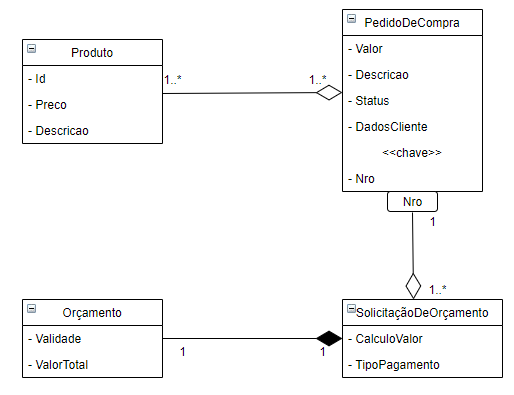 Produto
- Id
- Preco
- Descricao
1..*
1..*
PedidoDeCompra
- Valor
- Descricao
- Status
- DadosCliente
<<chave>>
- Nro
Nro
1
1..*
Orçamento
- Validade
- ValorTotal
1
1
SolicitaçãoDeOrçamento
- CalculoValor
- TipoPagamento